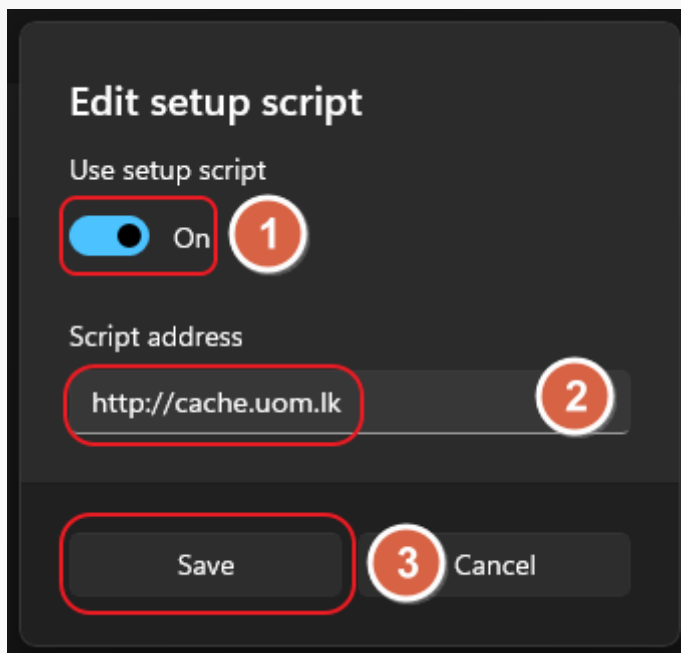 Edit setup script
Use setup script
On 1
Script address
http://cache.uom.lk 2
Save 3 Cancel